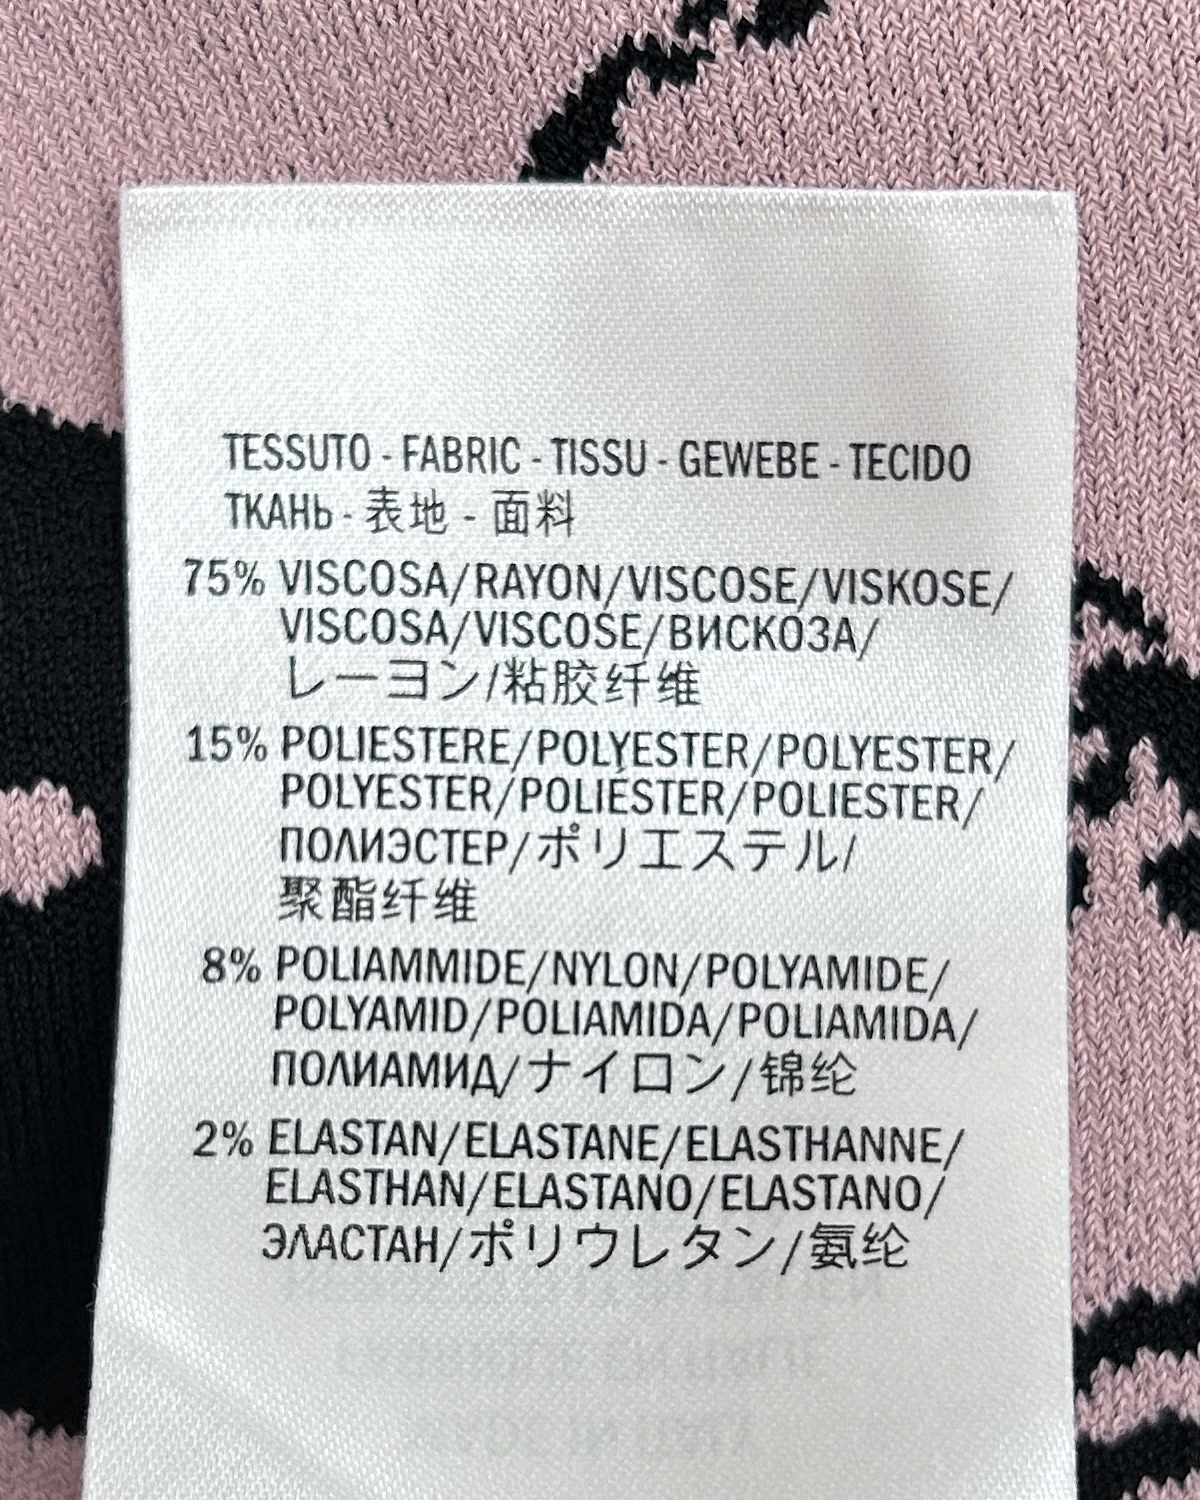 TESSUTO - FABRIC - TISSU - GEWEBE - TECIDO
ТКАНЬ - 表地 - 面料
75% VISCOSA/RAYON/VISCOSE/VISKOSE/
VISCOSA/VISCOSE/ВИСКОЗА/
レーヨン/粘胶纤维
15% POLIESTERE/POLYESTER/POLYESTER/
POLYESTER/POLIÉSTER/POLIESTER/
ПОЛИЭСТЕР/ポリエステル/
聚酯纤维
8% POLIAMMIDE/NYLON/POLYAMIDE/
POLYAMID/POLIAMIDA/POLIAMIDA/
ПОЛИАМИД/ナイロン/锦纶
2% ELASTAN/ELASTANE/ELASTHANNE/
ELASTHAN/ELASTANO/ELASTANO/
ЭЛАСТАН/ポリウレタン/氨纶